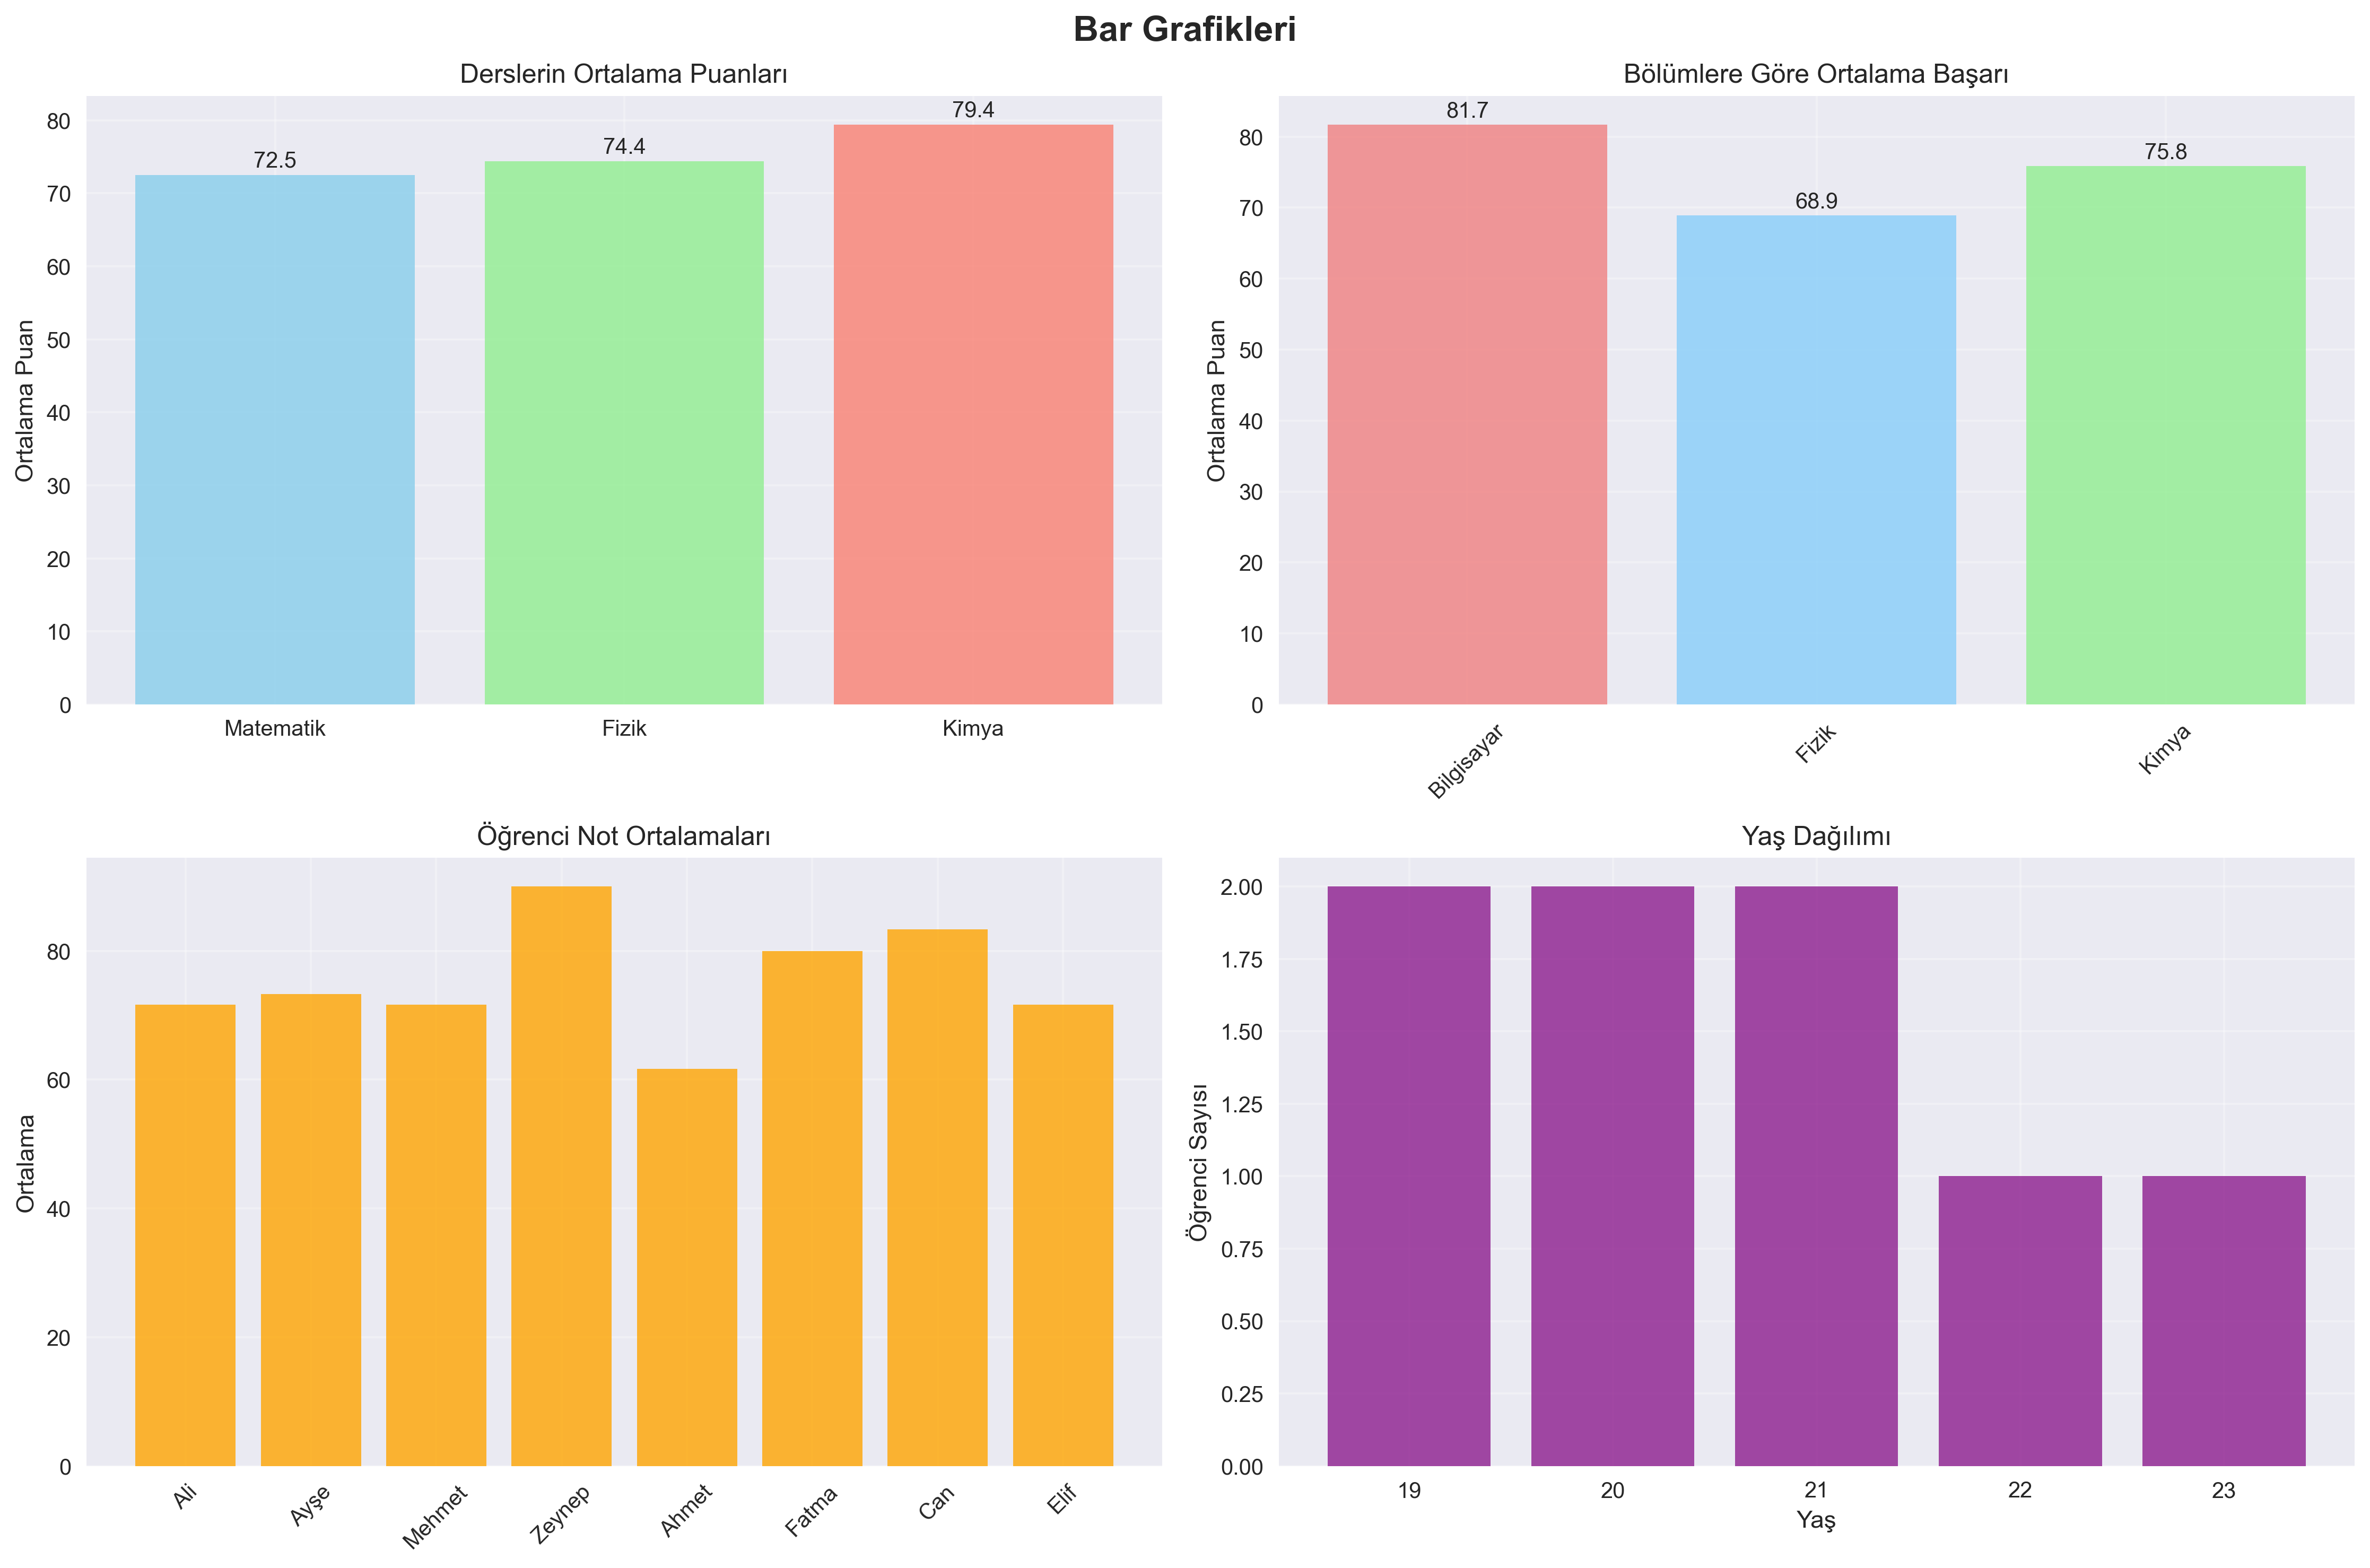 Bar Grafikleri
Derslerin Ortalama Puanları
Ortalama Puan
80
70
60
50
40
30
20
10
0
72.5
74.4
79.4
Matematik
Fizik
Kimya
Bölümlere Göre Ortalama Başarı
Ortalama Puan
80
70
60
50
40
30
20
10
0
81.7
68.9
75.8
Bilgisayar
Fizik
Kimya
Öğrenci Not Ortalamaları
Ortalama
80
60
40
20
0
Ali
Ayşe
Mehmet
Zeynep
Ahmet
Fatma
Can
Elif
Yaş Dağılımı
Öğrenci Sayısı
2.00
1.75
1.50
1.25
1.00
0.75
0.50
0.25
0.00
19
20
21
22
23
Yaş